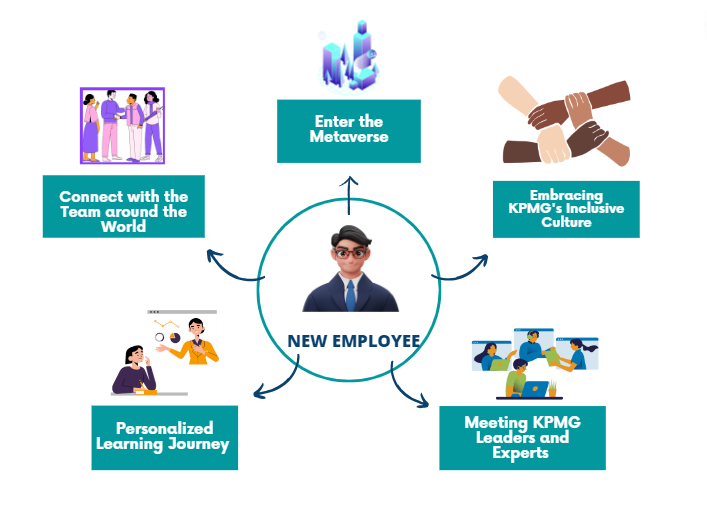 Enter the
Metaverse
Connect with the
Team around the
World
Embracing
KPMG's Inclusive
Culture
NEW EMPLOYEE
Personalized
Learning Journey
Meeting KPMG
Leaders and
Experts